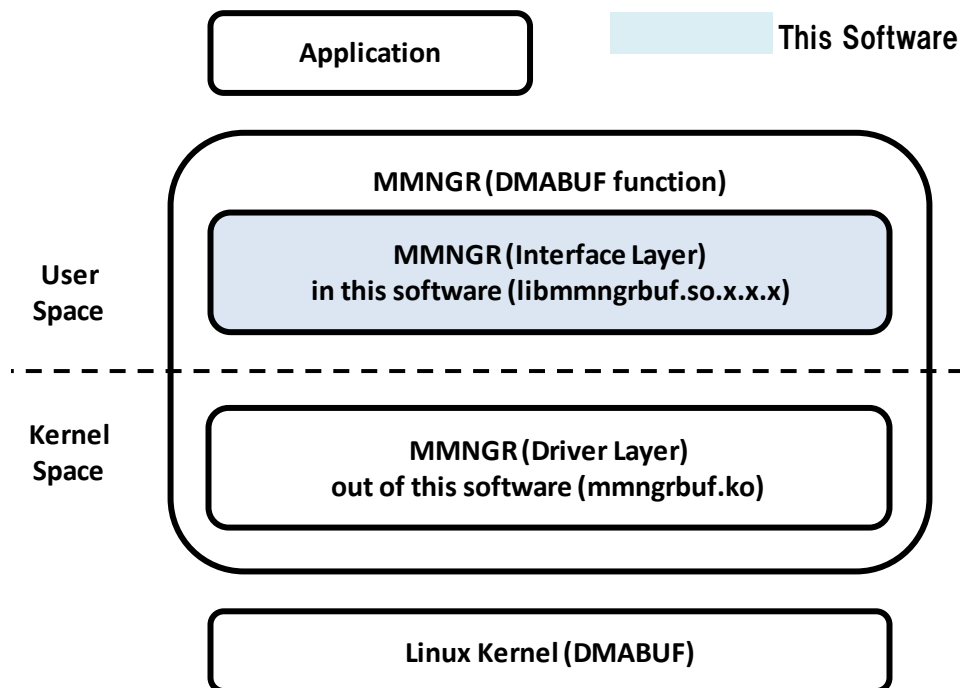 Application
This Software
MMNGR (DMABUF function)
MMNGR (Interface Layer)
in this software (libmmngrbuf.so.x.x.x)
User
Space
Kernel
Space
MMNGR (Driver Layer)
out of this software (mmngrbuf.ko)
Linux Kernel (DMABUF)